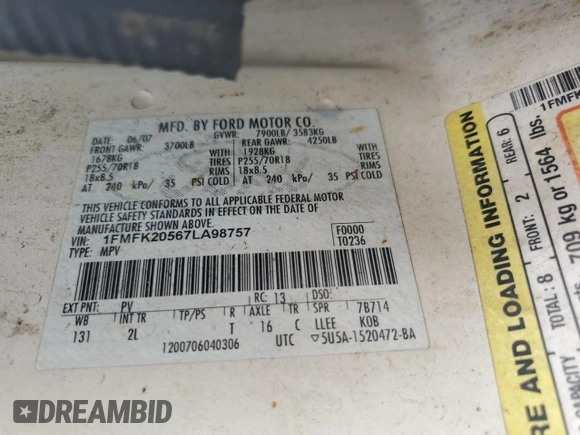 MFD. BY FORD MOTOR CO.
DATE: 06/07 GVWR: 7900LB/ 3583KG
FRONT GAWR: 3700LB REAR GAWR: 4250LB
1678KG 1928KG
P255/70R18 TIRES P255/70R18 TIRES
18x8.5 RIMS 18x8.5 RIMS
AT 240 kPa/ 35 PSI COLD AT 240 kPa/ 35 PSI COLD
THIS VEHICLE CONFORMS TO ALL APPLICABLE FEDERAL MOTOR
VEHICLE SAFETY STANDARDS IN EFFECT ON THE DATE OF
MANUFACTURE SHOWN ABOVE.
VIN: 1FMFK20567LA98757 F0000
TYPE: MPV T0236
EXT PNT: PV RC: 13 DSO:
WB INT TR TP/PS R AXLE TR SPR 7B714
131 2L T 16 C LLEE KOB
1200706040306 UTC 5U5A-1520472-BA
RE AND LOADING INFORMATION
1FMFK
Total : 8 FRONT: 2 REAR: 6
709 Kg or 1564 lbs.
CAPACITY
DREAMBID